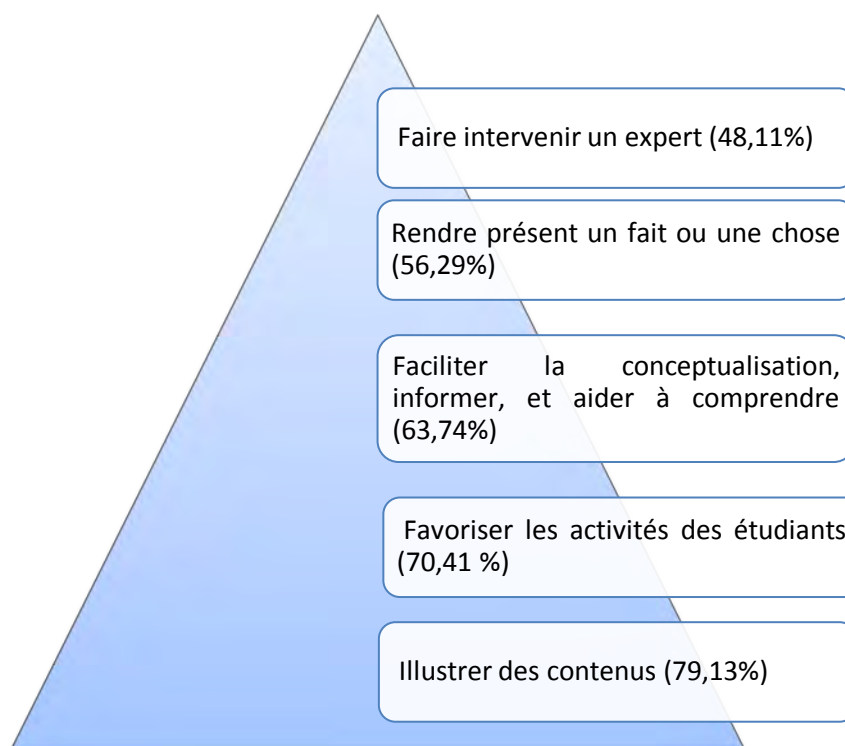 Faire intervenir un expert (48,11%)
Rendre présent un fait ou une chose
(56,29%)
Faciliter la conceptualisation,
informer, et aider à comprendre
(63,74%)
Favoriser les activités des étudiants
(70,41 %)
Illustrer des contenus (79,13%)